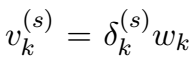 $v_k^{(s)} = \delta_k^{(s)} w_k$